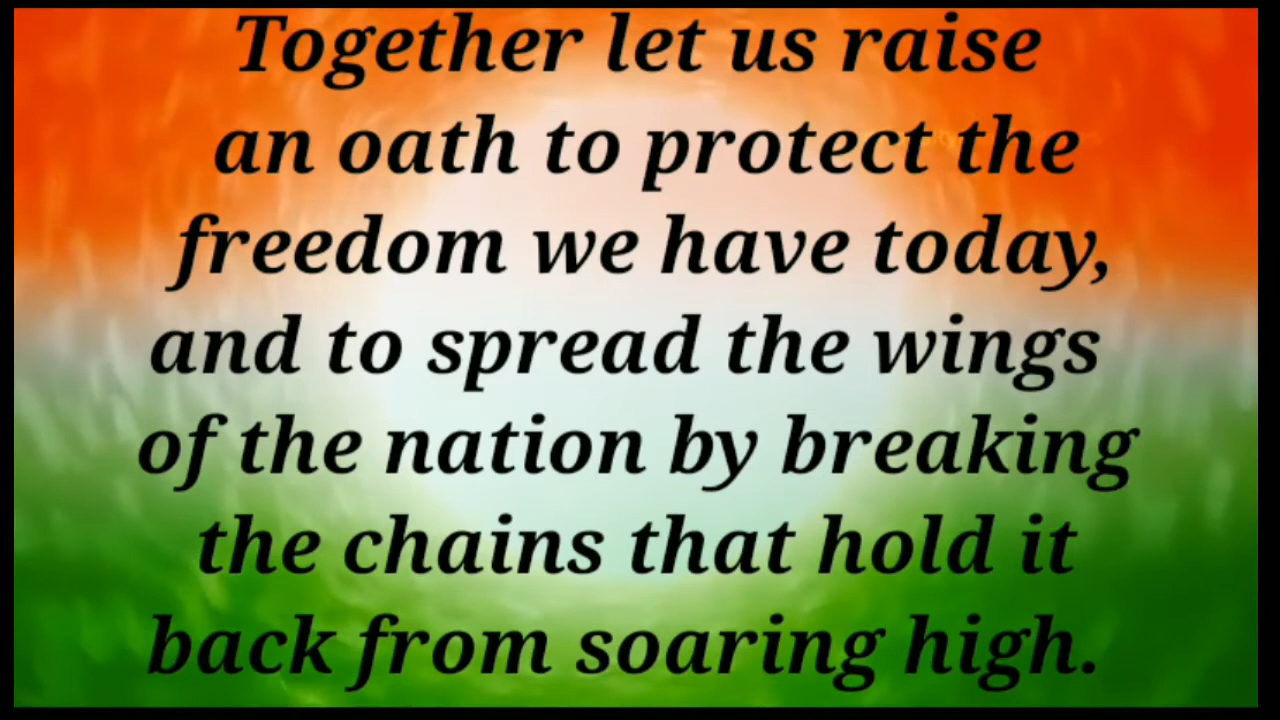 Together let us raise
an oath to protect the
freedom we have today,
and to spread the wings
of the nation by breaking
the chains that hold it
back from soaring high.